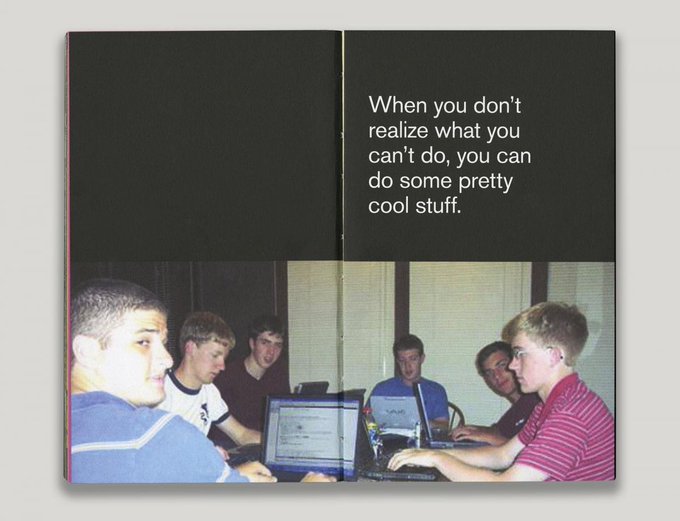 When you don’t
realize what you
can’t do, you can
do some pretty
cool stuff.